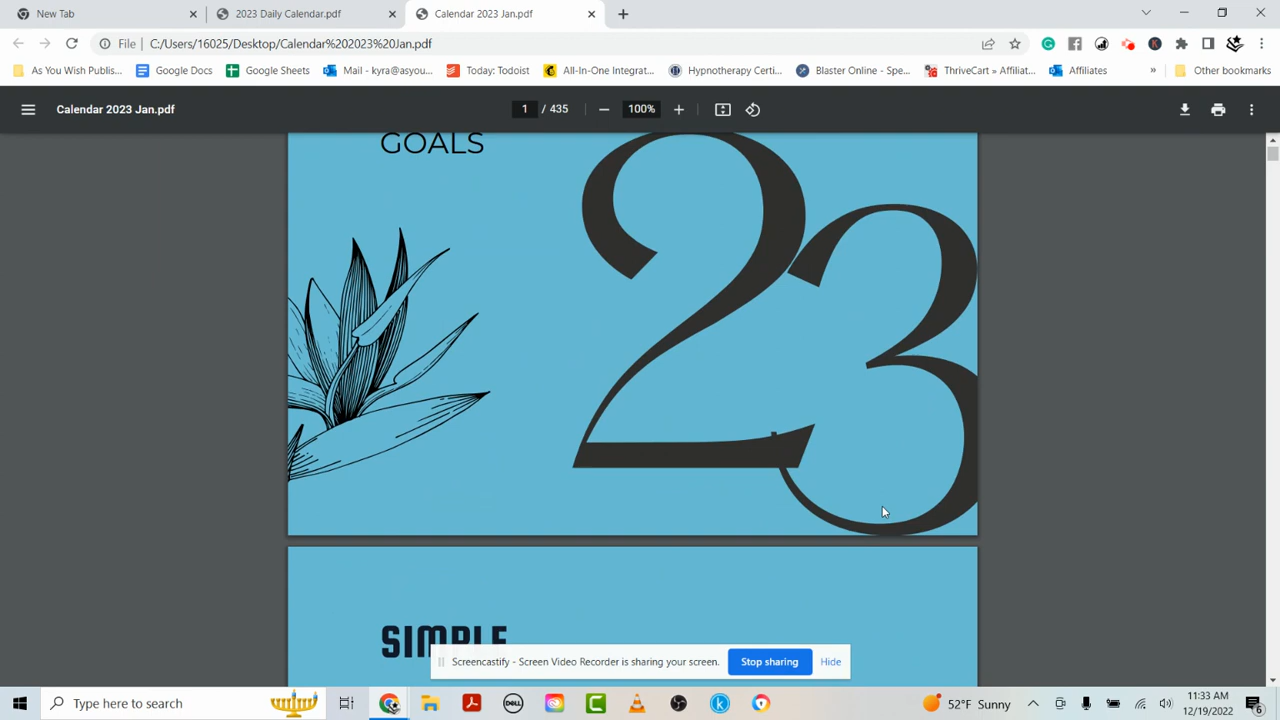 New Tab
2023 Daily Calendar.pdf
Calendar 2023 Jan.pdf
File
C:/Users/16025/Desktop/Calendar%202023%20Jan.pdf
As You Wish Publis...
Google Docs
Google Sheets
Mail - kyra@asyou...
Today: Todoist
All-In-One Integrat...
Hypnotherapy Certi...
Blaster Online - Spe...
ThriveCart » Affiliat...
Affiliates
»
Other bookmarks
Calendar 2023 Jan.pdf
1 / 435
100%
GOALS
23
SIMPLE
Screencastify - Screen Video Recorder is sharing your screen.
Stop sharing
Hide
Type here to search
DELL
52°F Sunny
11:33 AM
12/19/2022
6